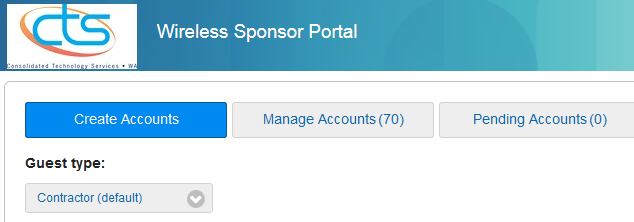 cts
Consolidated Technology Services • WA
Wireless Sponsor Portal
Create Accounts
Manage Accounts (70)
Pending Accounts (0)
Guest type:
Contractor (default)